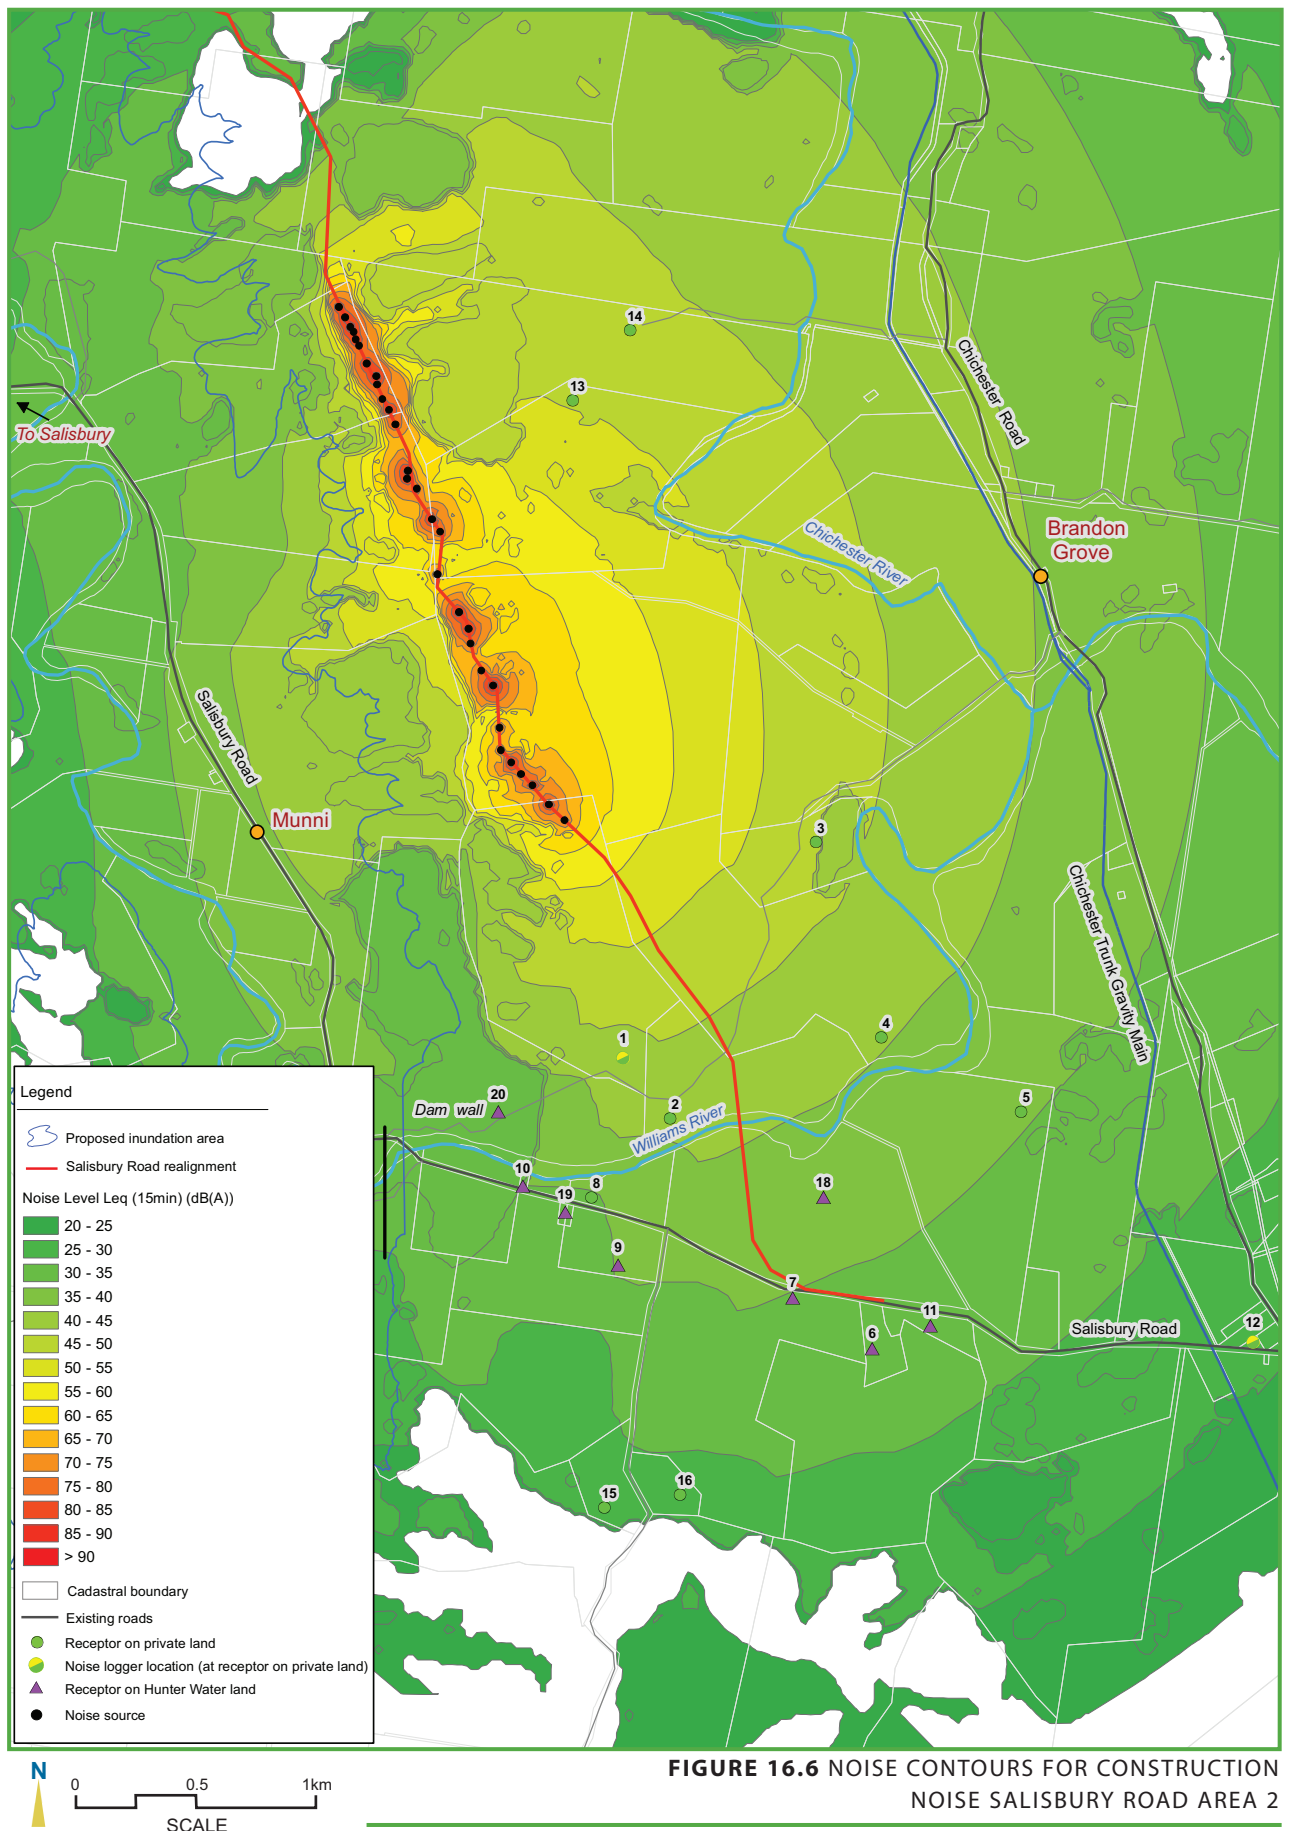 14
13
Chichester Road
To Salisbury
Chichester River
Brandon
Grove
Salisbury Road
Munni
3
Chichester Trunk Gravity Main
4
1
5
2
20
Dam wall
Williams River
10
19
8
18
9
7
11
6
Salisbury Road
12
15
16
Legend
Proposed inundation area
Salisbury Road realignment
Noise Level Leq (15min) (dB(A))
20 - 25
25 - 30
30 - 35
35 - 40
40 - 45
45 - 50
50 - 55
55 - 60
60 - 65
65 - 70
70 - 75
75 - 80
80 - 85
85 - 90
> 90
Cadastral boundary
Existing roads
Receptor on private land
Noise logger location (at receptor on private land)
Receptor on Hunter Water land
Noise source
N
0 0.5 1km
SCALE
FIGURE 16.6 NOISE CONTOURS FOR CONSTRUCTION
NOISE SALISBURY ROAD AREA 2